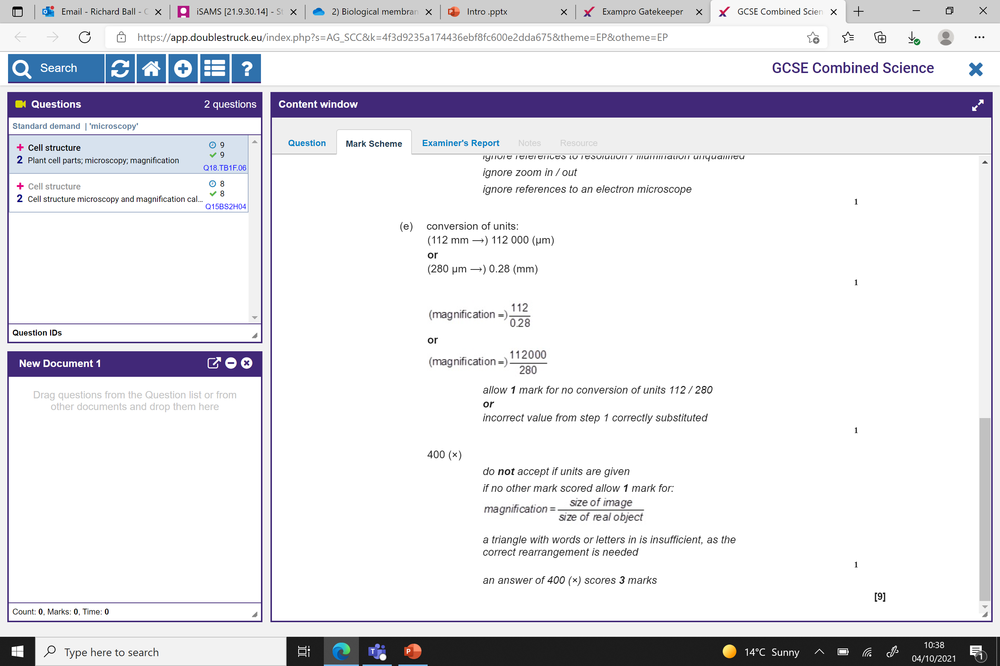 Email - Richard Ball - C
iSAMS [21.9.30.14] - St
2) Biological membran
Intro .pptx
Exampro Gatekeeper
GCSE Combined Scien
https://app.doublestruck.eu/index.php?s=AG_SCC&k=4f3d9235a174436ebf8fc600e2dda675&theme=EP&otheme=EP
Search
?
GCSE Combined Science
Questions 2 questions
Standard demand | 'microscopy'
Cell structure 9
2 Plant cell parts; microscopy; magnification 9
Q18.TB1F.06
Cell structure 8
2 Cell structure microscopy and magnification cal... 8
Q15BS2H04
Question IDs
New Document 1
Drag questions from the Question list or from
other documents and drop them here
Count: 0, Marks: 0, Time: 0
Content window
Question Mark Scheme Examiner's Report Notes Resource
ignore references to resolution / illumination unqualified
ignore zoom in / out
ignore references to an electron microscope
1
(e) conversion of units:
(112 mm ⟶) 112 000 (µm)
or
(280 µm ⟶) 0.28 (mm)
1
(magnification =) 112
0.28
or
(magnification =) 112000
280
allow 1 mark for no conversion of units 112 / 280
or
incorrect value from step 1 correctly substituted
1
400 (×)
do not accept if units are given
if no other mark scored allow 1 mark for:
magnification = size of image
size of real object
a triangle with words or letters in is insufficient, as the
correct rearrangement is needed
1
an answer of 400 (×) scores 3 marks
[9]
Type here to search
14°C Sunny
10:38
04/10/2021
1